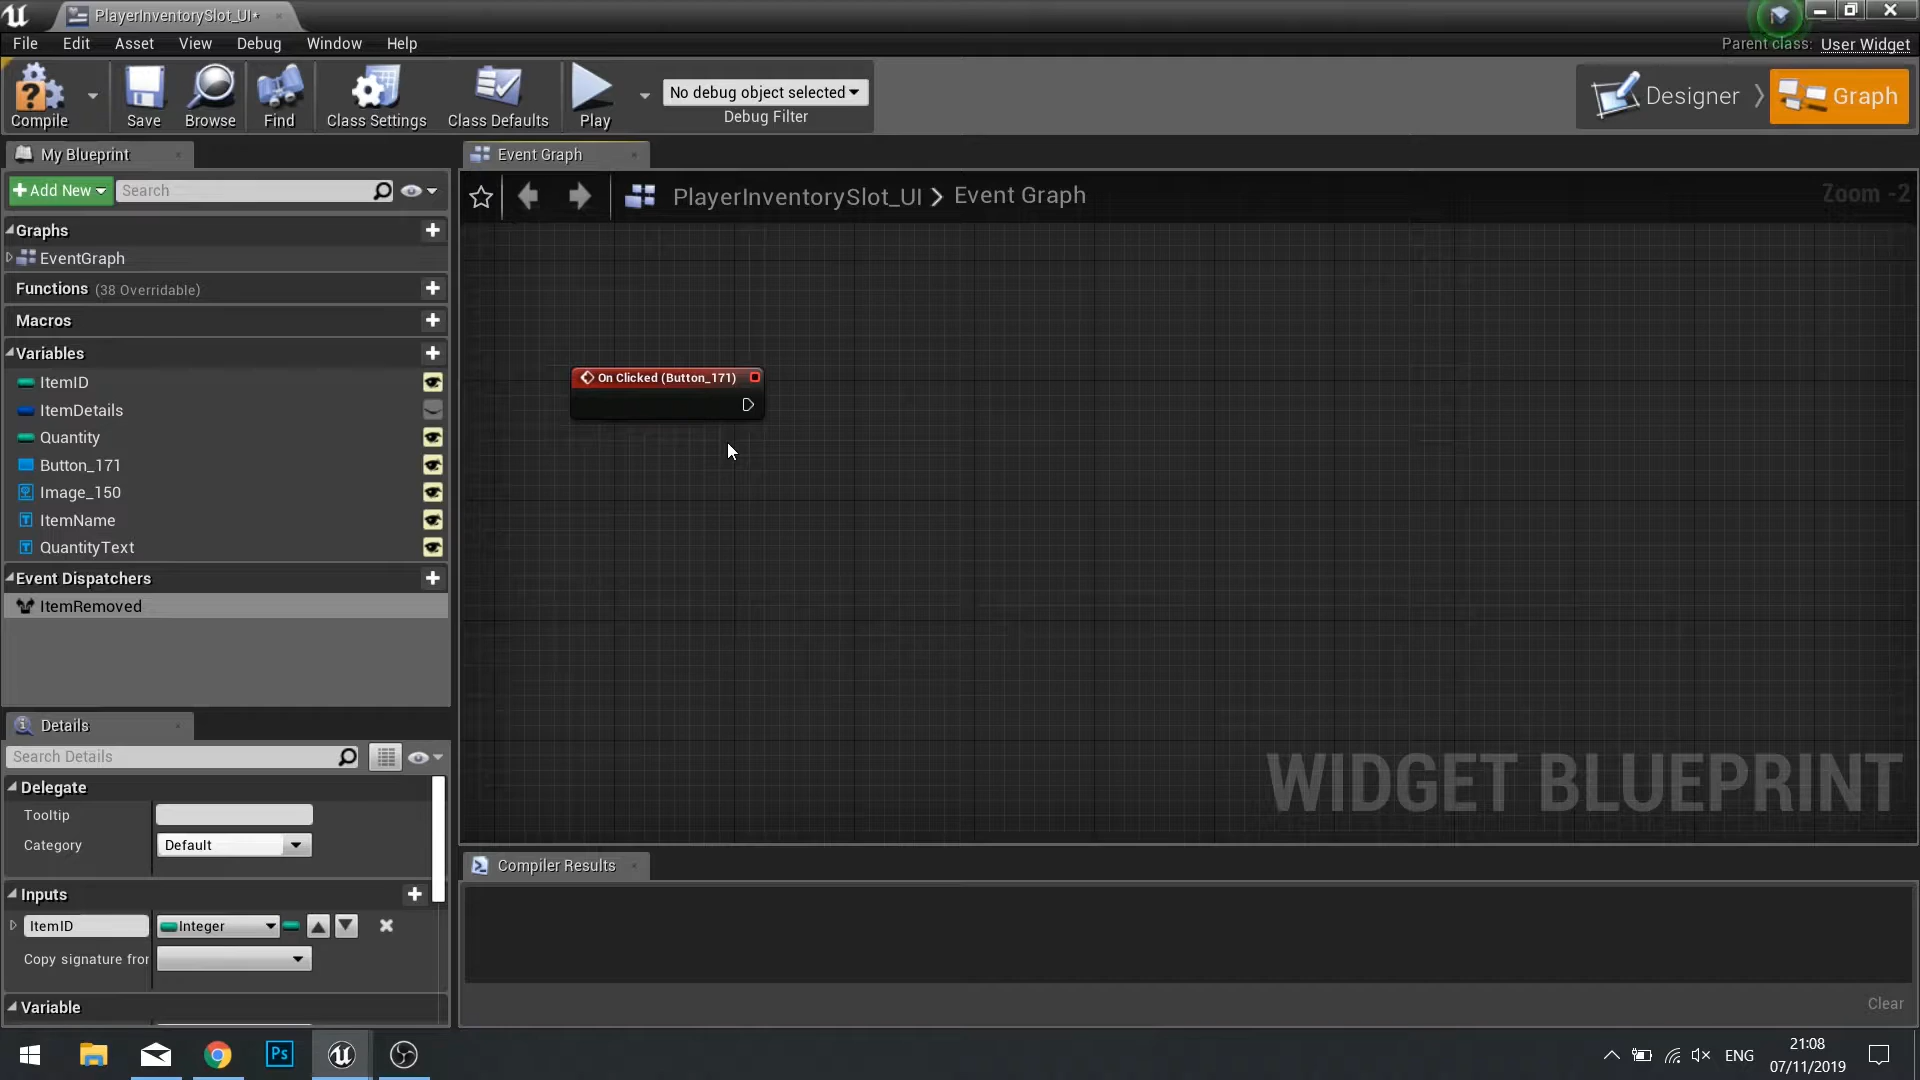 PlayerInventorySlot_UI*
File Edit Asset View Debug Window Help
Parent class: User Widget
Compile Save Browse Find Class Settings Class Defaults Play
No debug object selected
Debug Filter
Designer Graph
My Blueprint
Event Graph
Add New Search
PlayerInventorySlot_UI Event Graph
Zoom -2
Graphs
EventGraph
Functions (38 Overridable)
Macros
Variables
ItemID
ItemDetails
Quantity
Button_171
Image_150
ItemName
QuantityText
Event Dispatchers
ItemRemoved
On Clicked (Button_171)
WIDGET BLUEPRINT
Details
Search Details
Delegate
Tooltip
Category Default
Inputs
ItemID Integer
Copy signature fror
Variable
Compiler Results
Clear
Ps
ENG
21:08
07/11/2019